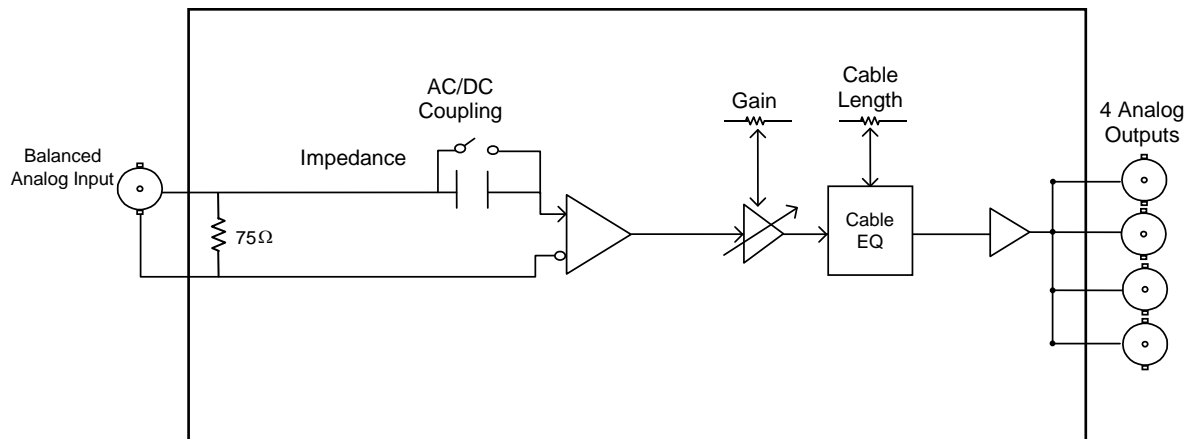 AC/DC
Coupling
Gain
Cable
Length
4 Analog
Outputs
Balanced
Analog Input
Impedance
75Ω
Cable
EQ